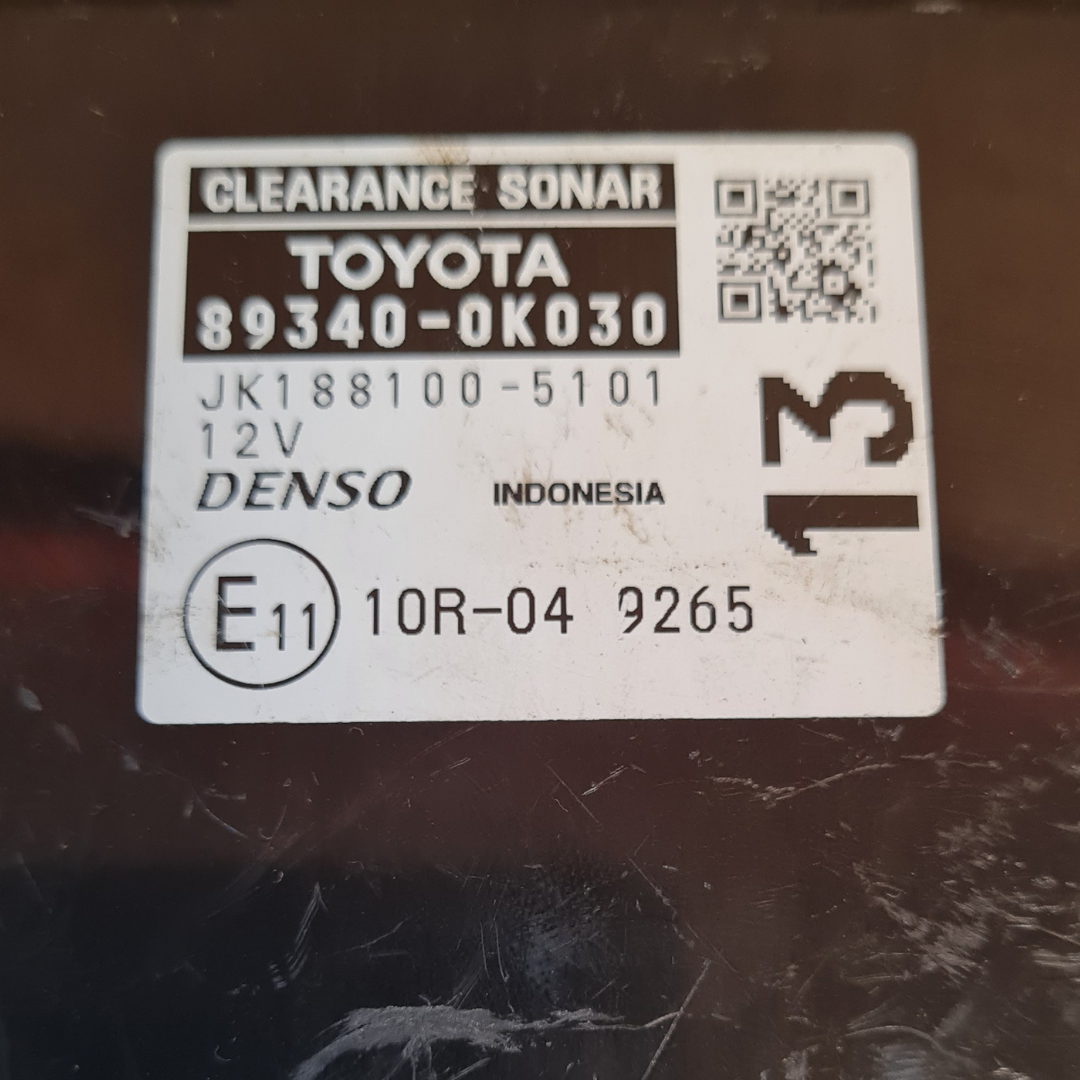 CLEARANCE SONAR
TOYOTA
89340-0K030
JK188100-5101
12V
DENSO INDONESIA
E11 10R-04 9265
13